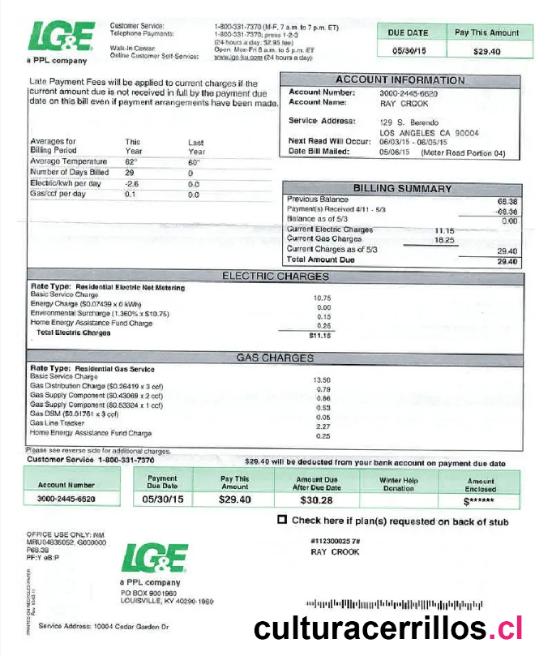 LG&E
a PPL company
Customer Service: 1-800-331-7370 (M-F, 7 a.m. to 7 p.m. ET)
Telephone Payments: 1-800-331-7370; press 1-2-3
(24 hours a day; $2.95 fee)
Walk-In Center: Open: Mon-Fri 8 a.m. to 5 p.m. ET
Online Customer Self-Service: www.lge-ku.com (24 hours a day)
DUE DATE Pay This Amount
05/30/15 $29.40
Late Payment Fees will be applied to current charges if the
current amount due is not received in full by the payment due
date on this bill even if payment arrangements have been made.
ACCOUNT INFORMATION
Account Number: 3000-2445-6620
Account Name: RAY CROOK
Service Address: 129 S. Berendo
LOS ANGELES CA 90004
Next Read Will Occur: 06/03/15 - 06/05/15
Date Bill Mailed: 05/06/15 (Meter Read Portion 04)
Averages for This Last
Billing Period Year Year
Average Temperature 62° 60°
Number of Days Billed 29 0
Electric/kwh per day -2.6 0.0
Gas/ccf per day 0.1 0.0
BILLING SUMMARY
Previous Balance 68.38
Payment(s) Received 4/11 - 5/3 -68.38
Balance as of 5/3 0.00
Current Electric Charges 11.15
Current Gas Charges 18.25
Current Charges as of 5/3 29.40
Total Amount Due 29.40
ELECTRIC CHARGES
Rate Type: Residential Electric Net Metering
Basic Service Charge 10.75
Energy Charge ($0.07439 x 0 kWh) 0.00
Environmental Surcharge (1.360% x $10.75) 0.15
Home Energy Assistance Fund Charge 0.25
Total Electric Charges $11.15
GAS CHARGES
Rate Type: Residential Gas Service
Basic Service Charge 13.50
Gas Distribution Charge ($0.26419 x 3 ccf) 0.79
Gas Supply Component ($0.43069 x 2 ccf) 0.86
Gas Supply Component ($0.53324 x 1 ccf) 0.53
Gas DSM ($0.01761 x 3 ccf) 0.05
Gas Line Tracker 2.27
Home Energy Assistance Fund Charge 0.25
Please see reverse side for additional charges.
Customer Service 1-800-331-7370 $29.40 will be deducted from your bank account on payment due date
Account Number Payment Due Date Pay This Amount Amount Due After Due Date Winter Help Donation Amount Enclosed
3000-2445-6620 05/30/15 $29.40 $30.28 $******
Check here if plan(s) requested on back of stub
OFFICE USE ONLY:
MRU04835052, G000000
P68.38
PF:Y eB:P
#112300025 7#
RAY CROOK
LG&E
a PPL company
PO BOX 9001960
LOUISVILLE, KY 40290-1960
PRINTED ON RECYCLED PAPER
Service Address: 10004 Cedar Garden Dr
culturacerrillos.cl